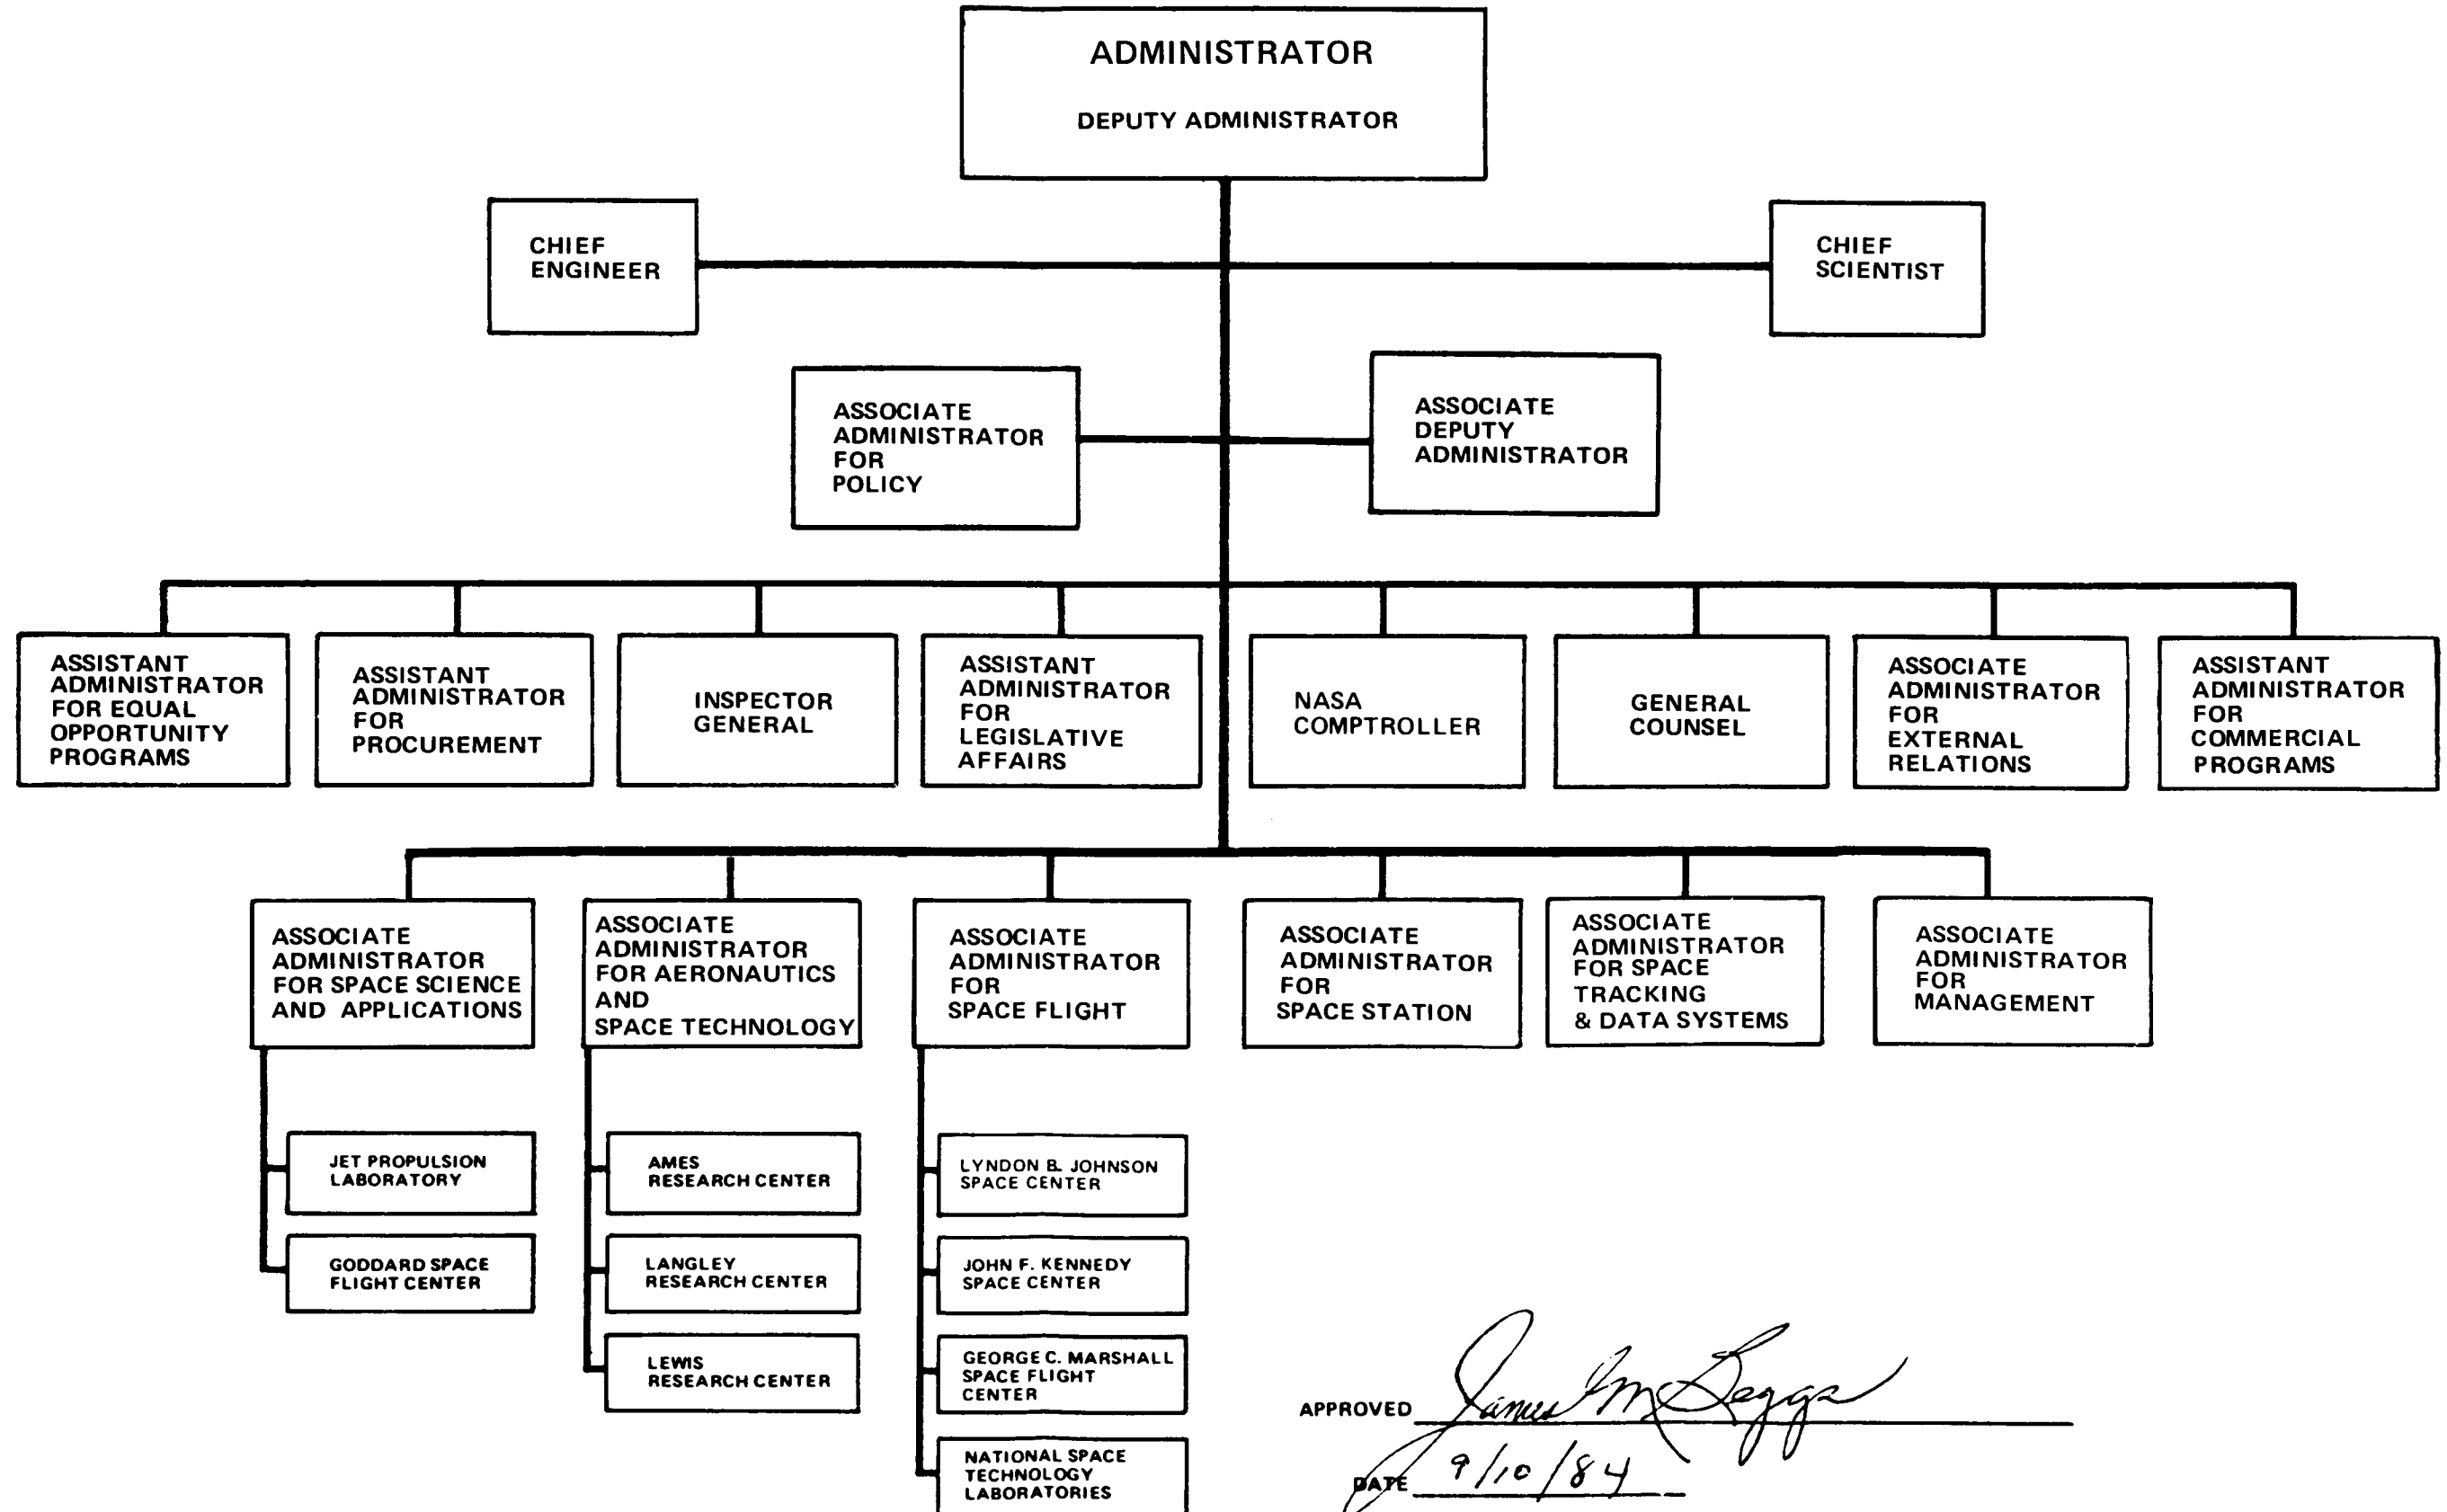 ADMINISTRATOR
DEPUTY ADMINISTRATOR
CHIEF
ENGINEER
CHIEF
SCIENTIST
ASSOCIATE
ADMINISTRATOR
FOR
POLICY
ASSOCIATE
DEPUTY
ADMINISTRATOR
ASSISTANT
ADMINISTRATOR
FOR EQUAL
OPPORTUNITY
PROGRAMS
ASSISTANT
ADMINISTRATOR
FOR
PROCUREMENT
INSPECTOR
GENERAL
ASSISTANT
ADMINISTRATOR
FOR
LEGISLATIVE
AFFAIRS
NASA
COMPTROLLER
GENERAL
COUNSEL
ASSOCIATE
ADMINISTRATOR
FOR
EXTERNAL
RELATIONS
ASSISTANT
ADMINISTRATOR
FOR
COMMERCIAL
PROGRAMS
ASSOCIATE
ADMINISTRATOR
FOR SPACE SCIENCE
AND APPLICATIONS
ASSOCIATE
ADMINISTRATOR
FOR AERONAUTICS
AND
SPACE TECHNOLOGY
ASSOCIATE
ADMINISTRATOR
FOR
SPACE FLIGHT
ASSOCIATE
ADMINISTRATOR
FOR
SPACE STATION
ASSOCIATE
ADMINISTRATOR
FOR SPACE
TRACKING
& DATA SYSTEMS
ASSOCIATE
ADMINISTRATOR
FOR
MANAGEMENT
JET PROPULSION
LABORATORY
GODDARD SPACE
FLIGHT CENTER
AMES
RESEARCH CENTER
LANGLEY
RESEARCH CENTER
LEWIS
RESEARCH CENTER
LYNDON B. JOHNSON
SPACE CENTER
JOHN F. KENNEDY
SPACE CENTER
GEORGE C. MARSHALL
SPACE FLIGHT
CENTER
NATIONAL SPACE
TECHNOLOGY
LABORATORIES
APPROVED James M Beggs
DATE 9/10/84